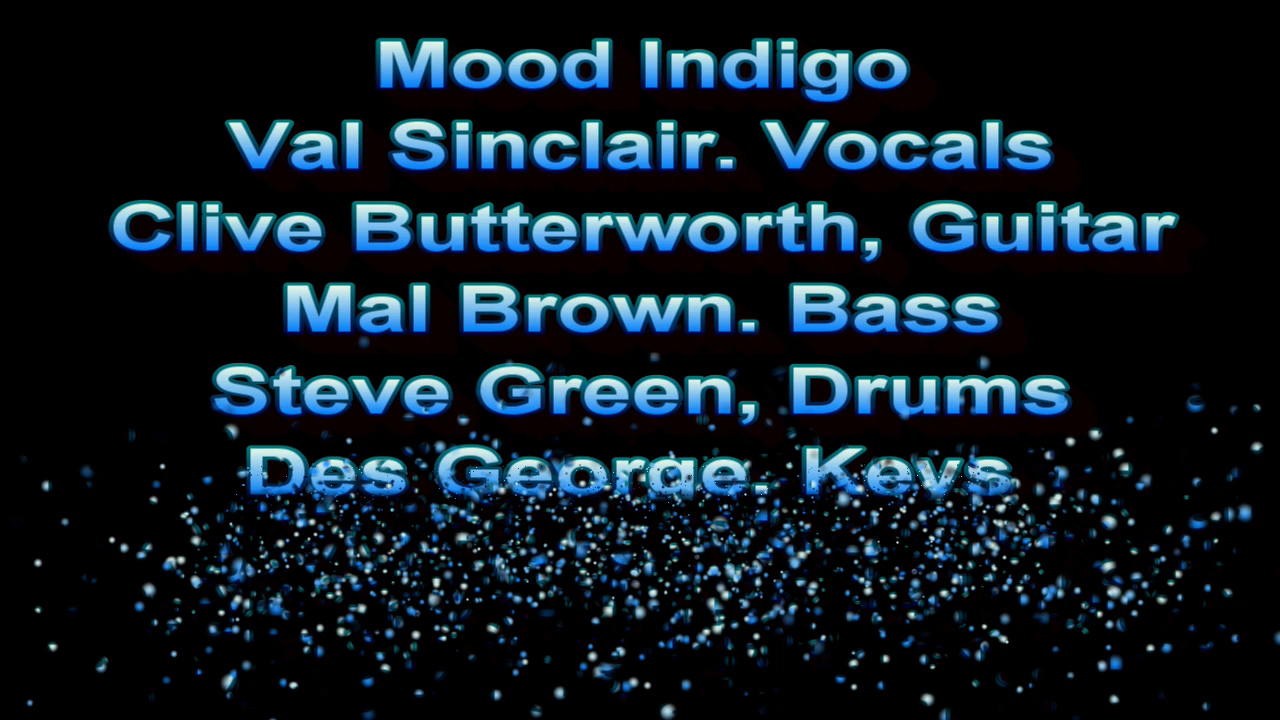 Mood Indigo
Val Sinclair. Vocals
Clive Butterworth, Guitar
Mal Brown. Bass
Steve Green, Drums
Des George. Keys